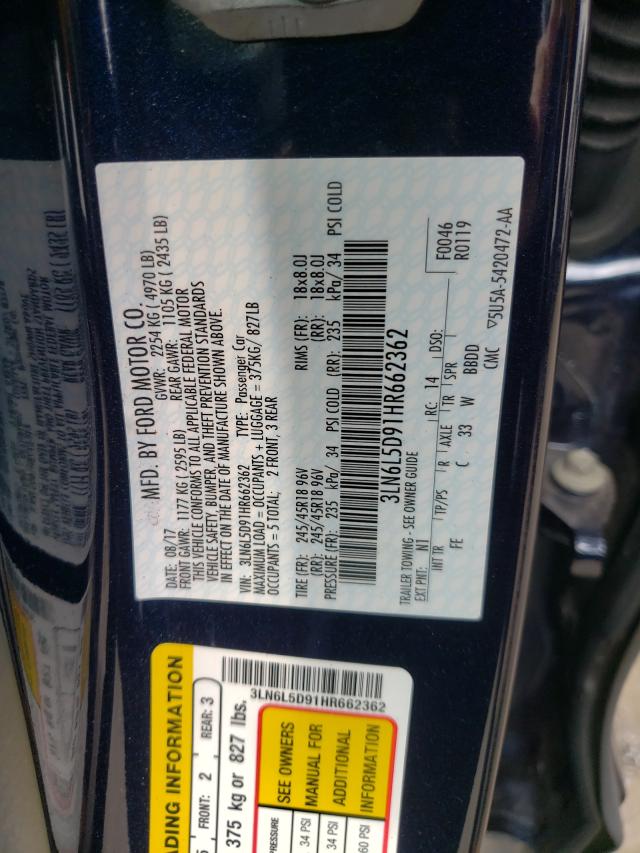 MFD. BY FORD MOTOR CO.
DATE: 08/17 GVWR: 2254 KG ( 4970 LB)
FRONT GAWR: 1177 KG ( 2595 LB) REAR GAWR: 1105 KG ( 2435 LB)
THIS VEHICLE CONFORMS TO ALL APPLICABLE FEDERAL MOTOR
VEHICLE SAFETY, BUMPER, AND THEFT PREVENTION STANDARDS
IN EFFECT ON THE DATE OF MANUFACTURE SHOWN ABOVE.
VIN: 3LN6L5D91HR662362 TYPE: Passenger Car
MAXIMUM LOAD = OCCUPANTS + LUGGAGE = 375KG/ 827LB
OCCUPANTS = 5 TOTAL; 2 FRONT, 3 REAR
TIRE (FR): 245/45R18 96V RIMS (FR): 18x8.0J
(RR): 245/45R18 96V (RR): 18x8.0J
PRESSURE (FR): 235 kPa/ 34 PSI COLD (RR): 235 kPa/ 34 PSI COLD
3LN6L5D91HR662362
TRAILER TOWING - SEE OWNER GUIDE
EXT PNT: N1 RC: 14 DSO: F0046
R0119
INT TR TP/PS R AXLE TR SPR
FE C 33 W BBDD
CMC ▽5U5A-5420472-AA
ADING INFORMATION
FRONT: 2 REAR: 3
3LN6L5D91HR662362
375 kg or 827 lbs.
PRESSURE SEE OWNERS
34 PSI MANUAL FOR
34 PSI ADDITIONAL
60 PSI INFORMATION